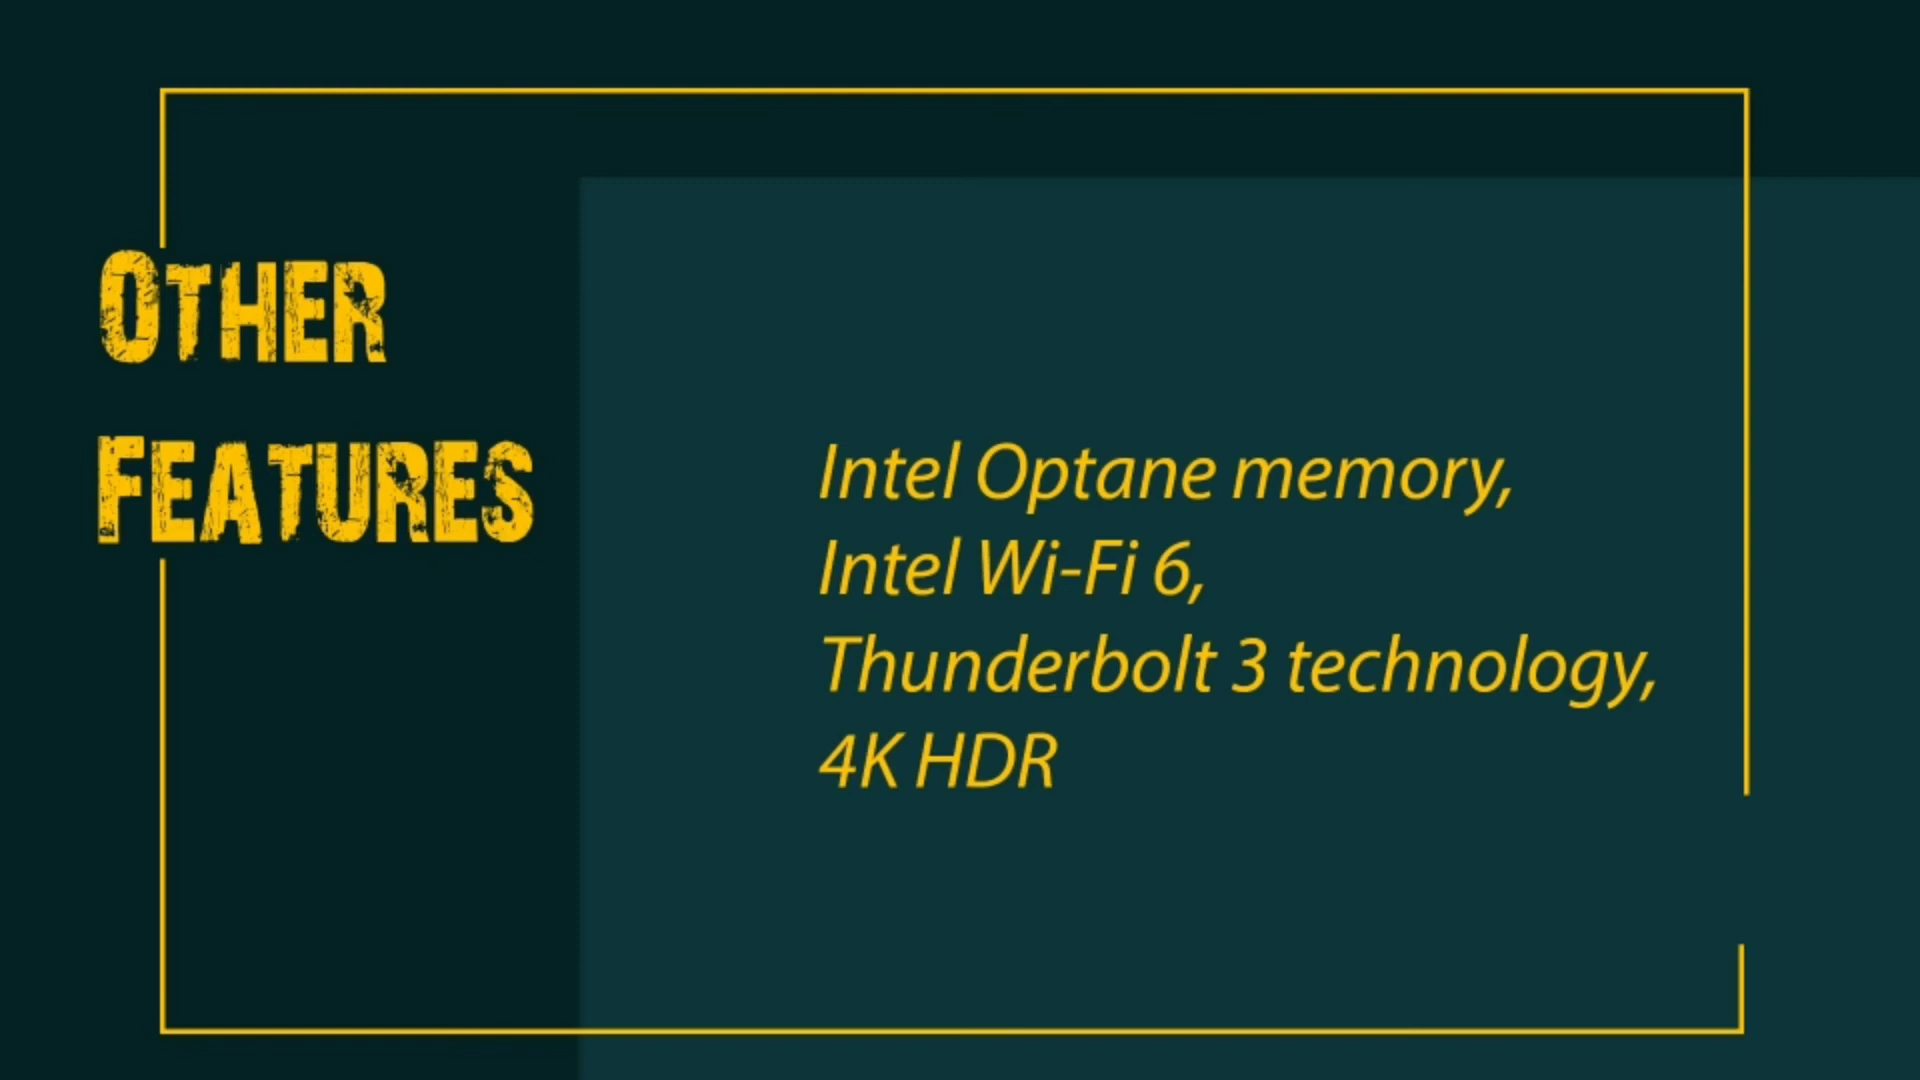 Other
Features
Intel Optane memory,
Intel Wi-Fi 6,
Thunderbolt 3 technology,
4K HDR